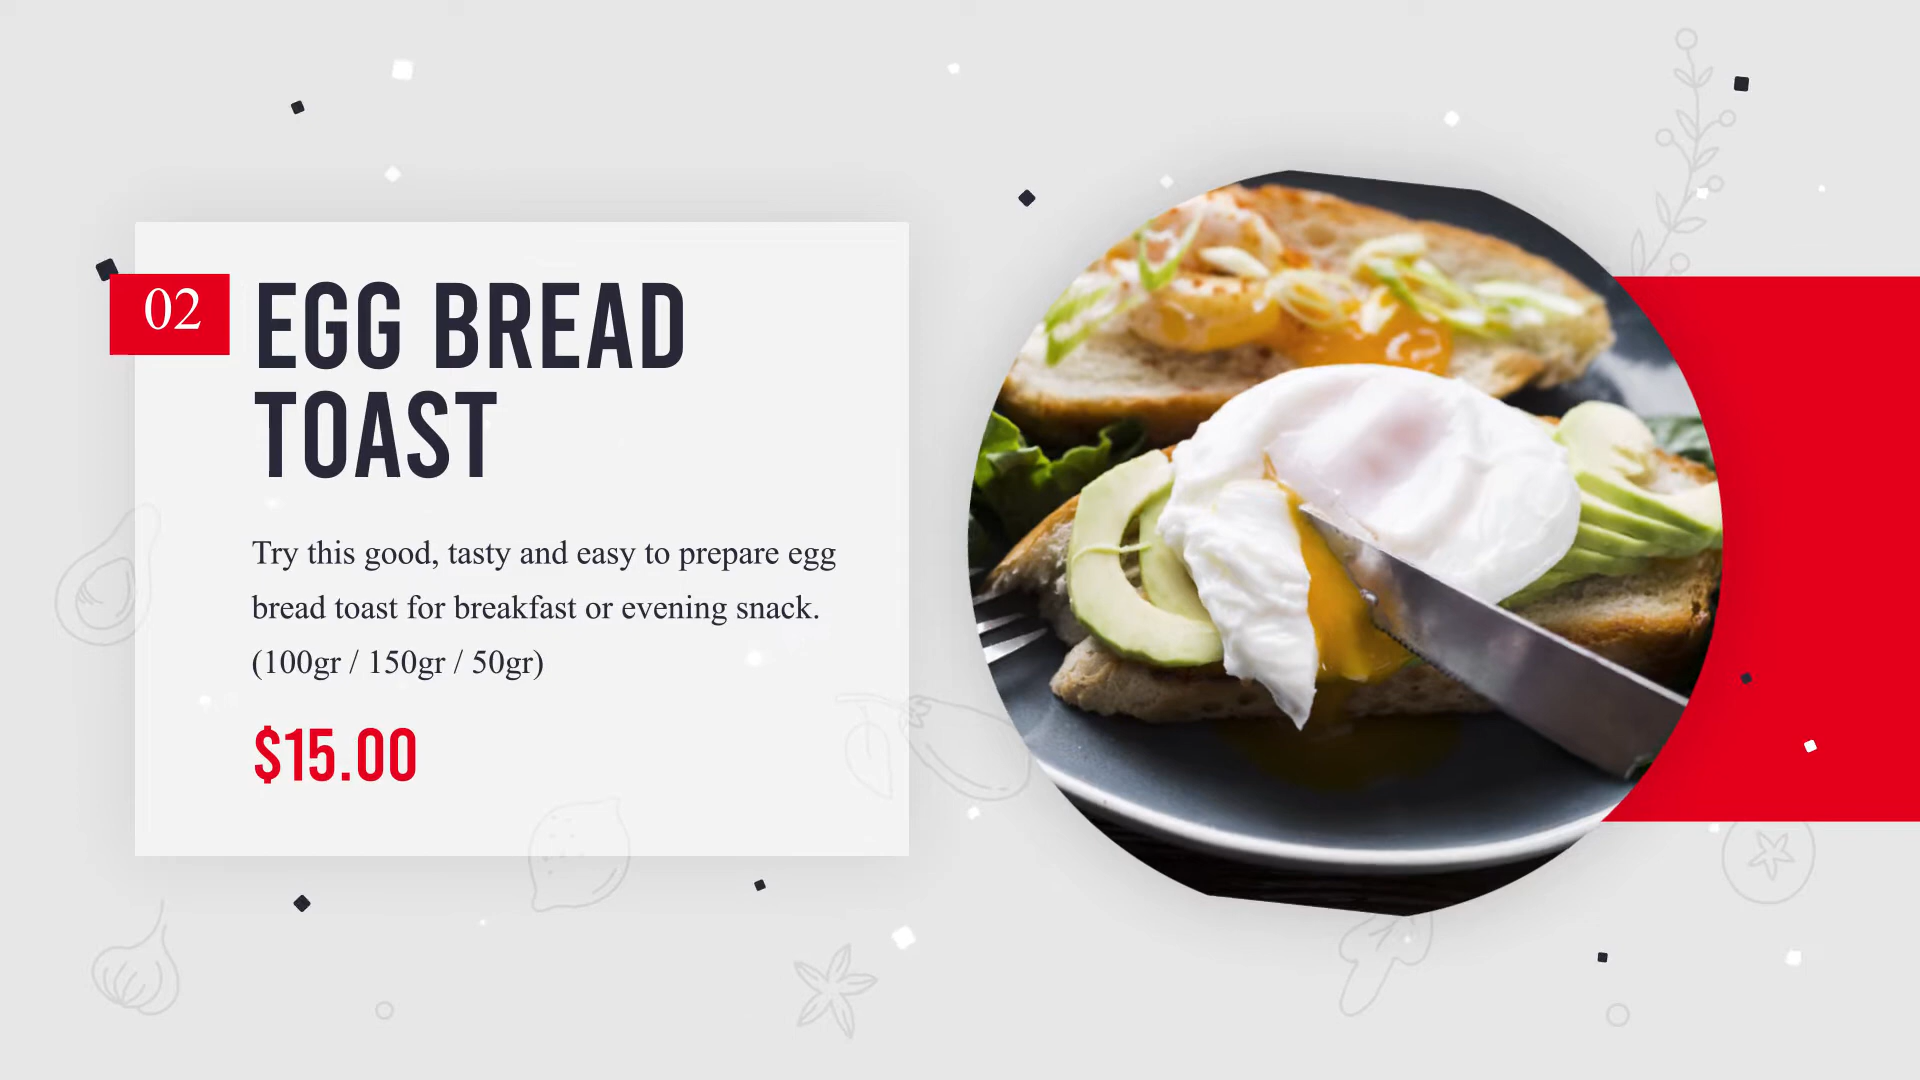 02
EGG BREAD
TOAST
Try this good, tasty and easy to prepare egg
bread toast for breakfast or evening snack.
(100gr / 150gr / 50gr)
$15.00